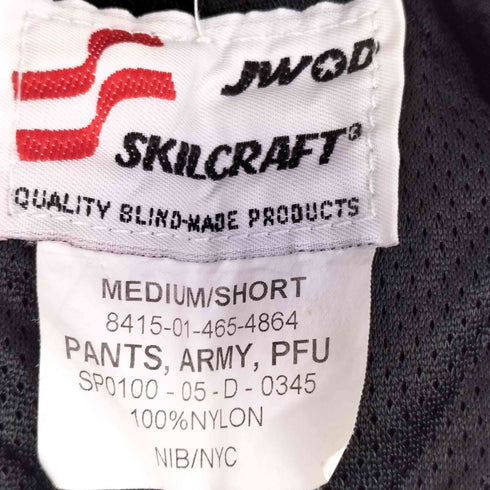 JWOD
SKILCRAFT®
QUALITY BLIND-MADE PRODUCTS
MEDIUM/SHORT
8415-01-465-4864
PANTS, ARMY, PFU
SP0100 - 05 - D - 0345
100%NYLON
NIB/NYC